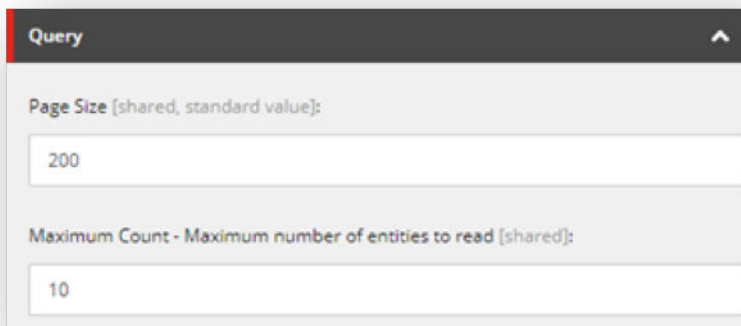 Query
Page Size [shared, standard value]:
200
Maximum Count - Maximum number of entities to read [shared]:
10